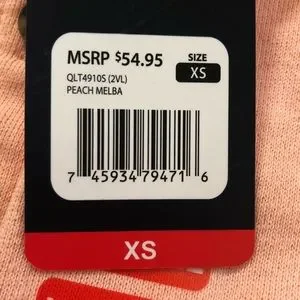 MSRP $54.95
SIZE
XS
QLT4910S (2VL)
PEACH MELBA
7 45934 79471 6
XS